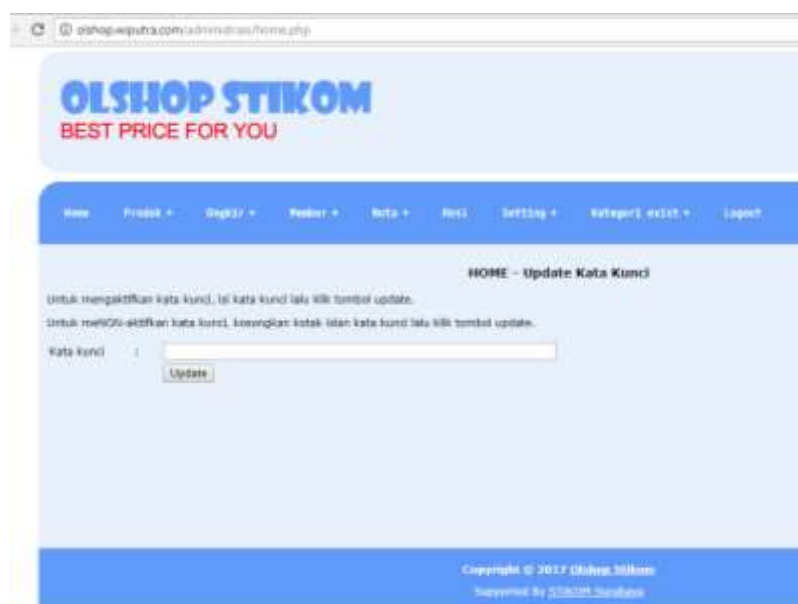 olshop.wiputra.com/administrasi/home.php
OLSHOP STIKOM
BEST PRICE FOR YOU
Home Produk + Ongkir + Member + Nota + Resi Setting + Kategori exist + Logout
HOME - Update Kata Kunci
Untuk mengaktifkan kata kunci, isi kata kunci lalu klik tombol update.
Untuk meNON-aktifkan kata kunci, kosongkan kotak isian kata kunci lalu klik tombol update.
Kata kunci :
Update
Copyright © 2017 Olshop Stikom
Supported By STIKOM Surabaya